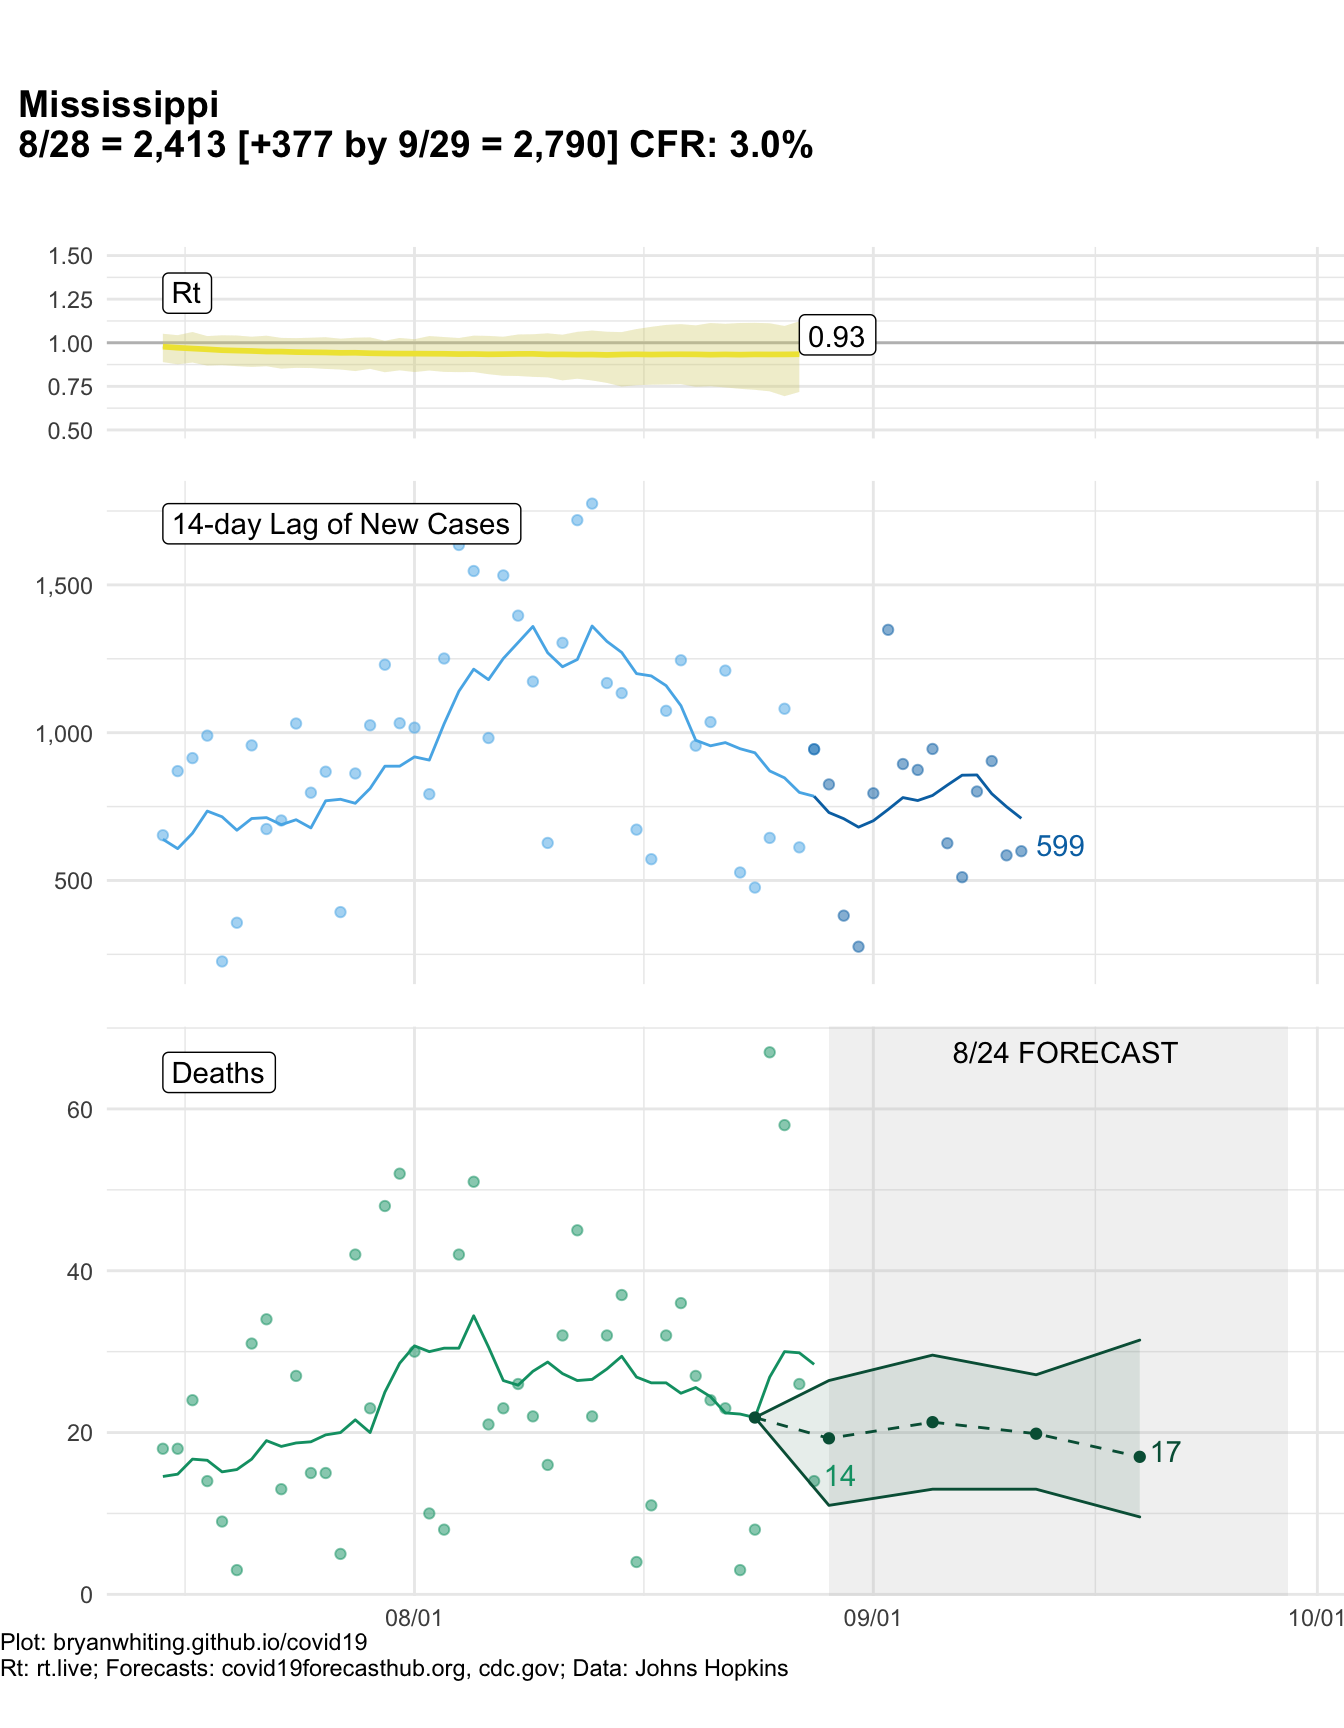 Mississippi
8/28 = 2,413 [+377 by 9/29 = 2,790] CFR: 3.0%
1.50
1.25
1.00
0.75
0.50
Rt
0.93
14-day Lag of New Cases
1,500
1,000
500
599
8/24 FORECAST
Deaths
60
40
20
0
17
14
08/01
09/01
10/01
Plot: bryanwhiting.github.io/covid19
Rt: rt.live; Forecasts: covid19forecasthub.org, cdc.gov; Data: Johns Hopkins